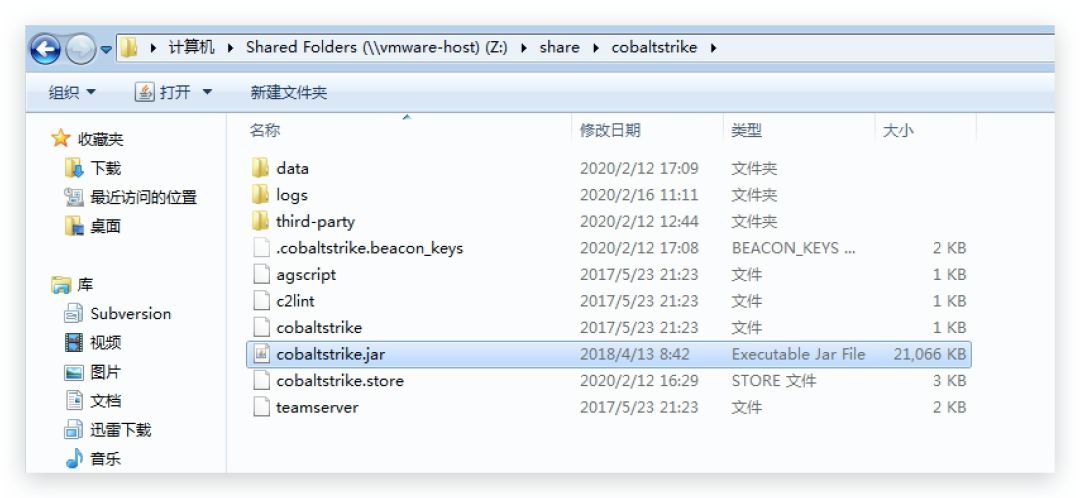 计算机 Shared Folders (\\vmware-host) (Z:) share cobaltstrike
组织 打开 新建文件夹
名称 修改日期 类型 大小
收藏夹
下载
最近访问的位置
桌面
库
Subversion
视频
图片
文档
迅雷下载
音乐
data 2020/2/12 17:09 文件夹
logs 2020/2/16 11:11 文件夹
third-party 2020/2/12 12:44 文件夹
.cobaltstrike.beacon_keys 2020/2/12 17:08 BEACON_KEYS ... 2 KB
agscript 2017/5/23 21:23 文件 1 KB
c2lint 2017/5/23 21:23 文件 1 KB
cobaltstrike 2017/5/23 21:23 文件 1 KB
cobaltstrike.jar 2018/4/13 8:42 Executable Jar File 21,066 KB
cobaltstrike.store 2020/2/12 16:29 STORE 文件 3 KB
teamserver 2017/5/23 21:23 文件 2 KB